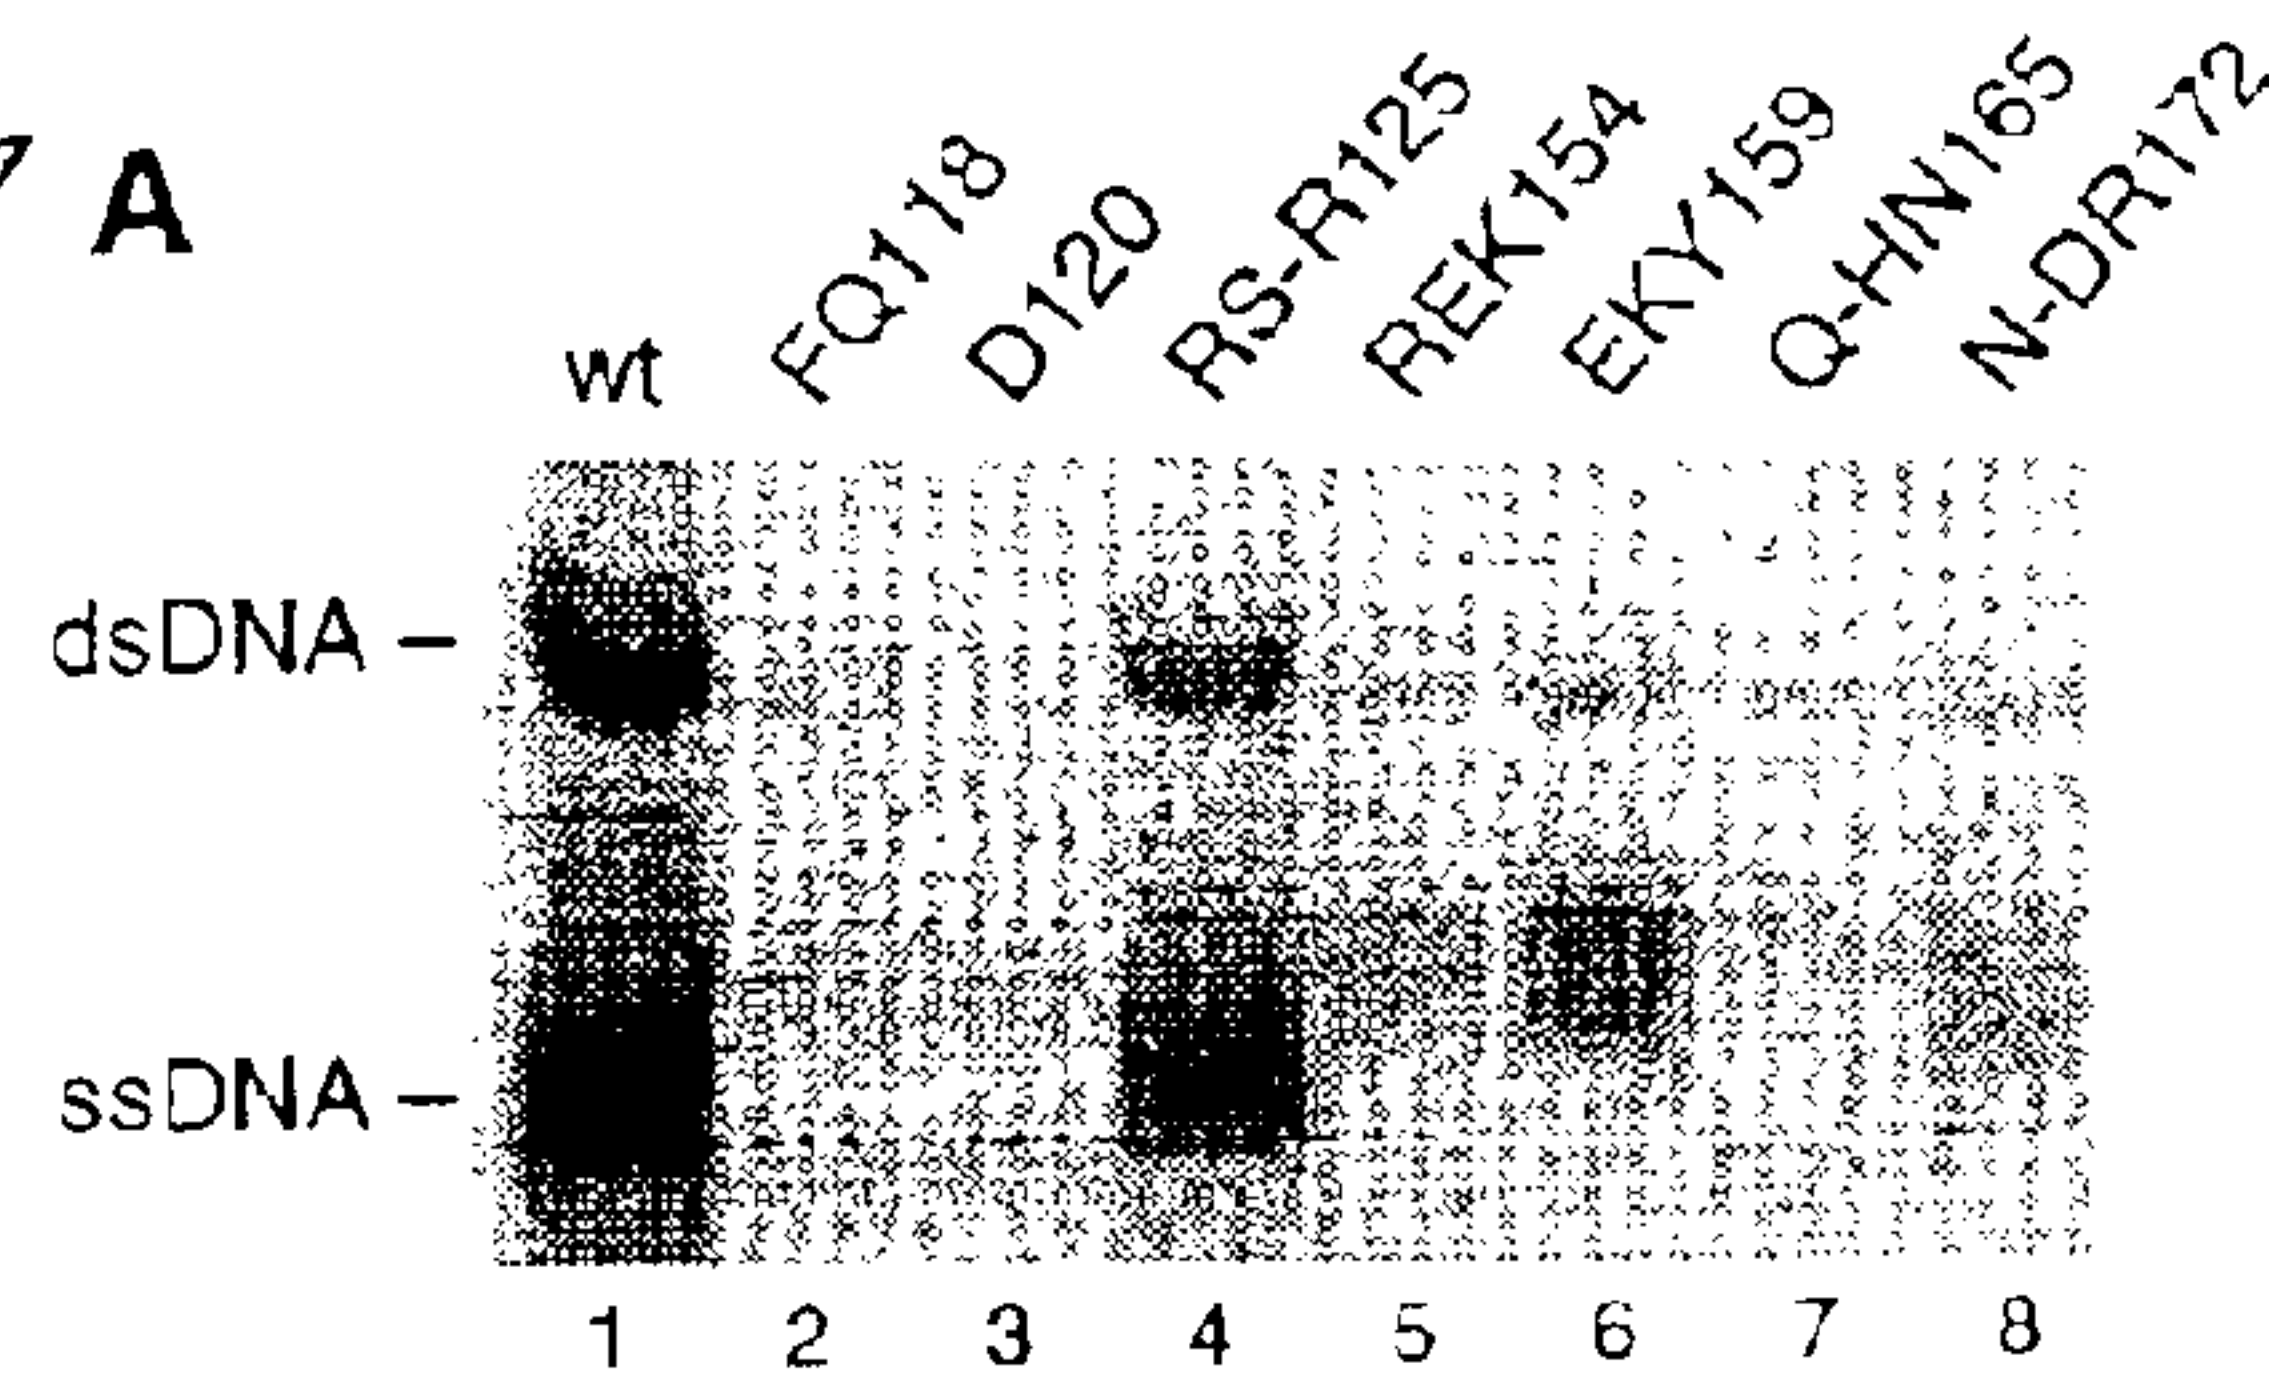 A
wt FQ118 D120 RS-R125 REK154 EKY159 Q-HN165 N-DR172
dsDNA –
ssDNA –
1 2 3 4 5 6 7 8